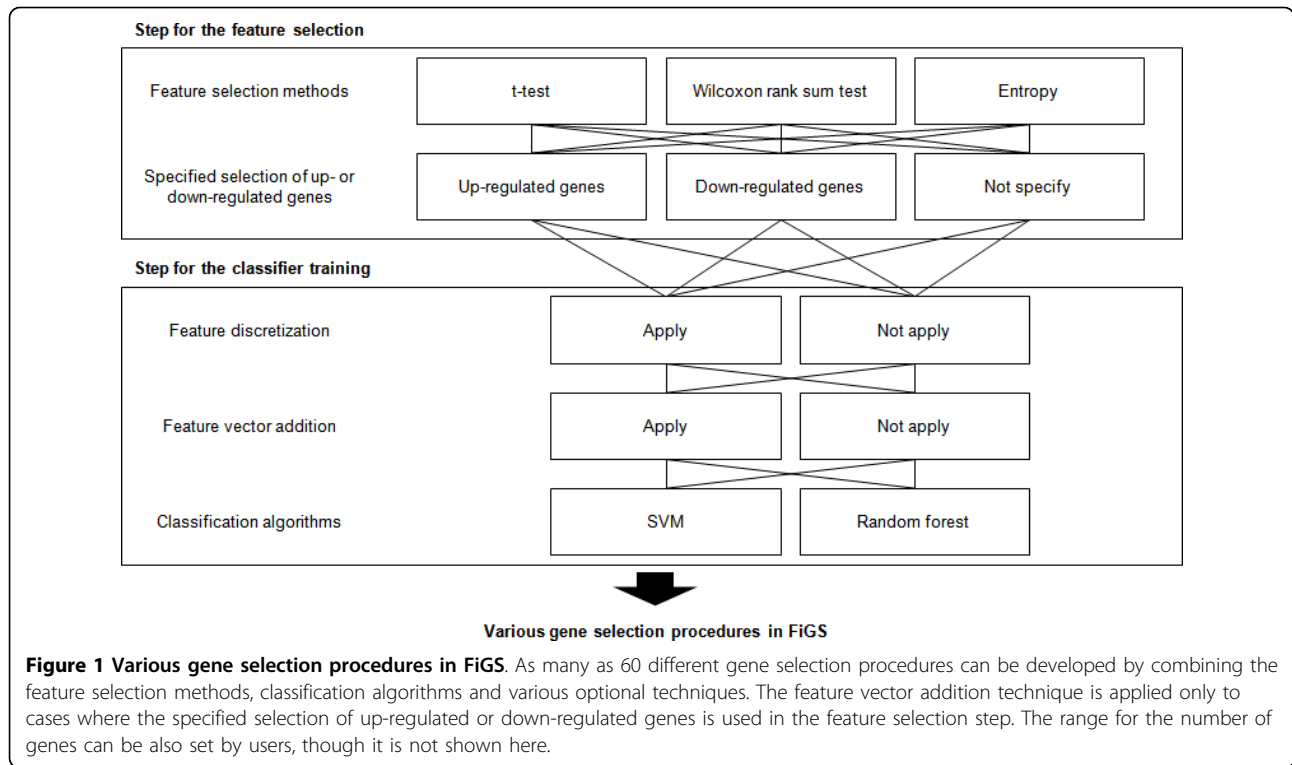 Step for the feature selection
Feature selection methods
t-test
Wilcoxon rank sum test
Entropy
Specified selection of up- or
down-regulated genes
Up-regulated genes
Down-regulated genes
Not specify
Step for the classifier training
Feature discretization
Apply
Not apply
Feature vector addition
Apply
Not apply
Classification algorithms
SVM
Random forest
Various gene selection procedures in FiGS
Figure 1 Various gene selection procedures in FiGS. As many as 60 different gene selection procedures can be developed by combining the
feature selection methods, classification algorithms and various optional techniques. The feature vector addition technique is applied only to
cases where the specified selection of up-regulated or down-regulated genes is used in the feature selection step. The range for the number of
genes can be also set by users, though it is not shown here.